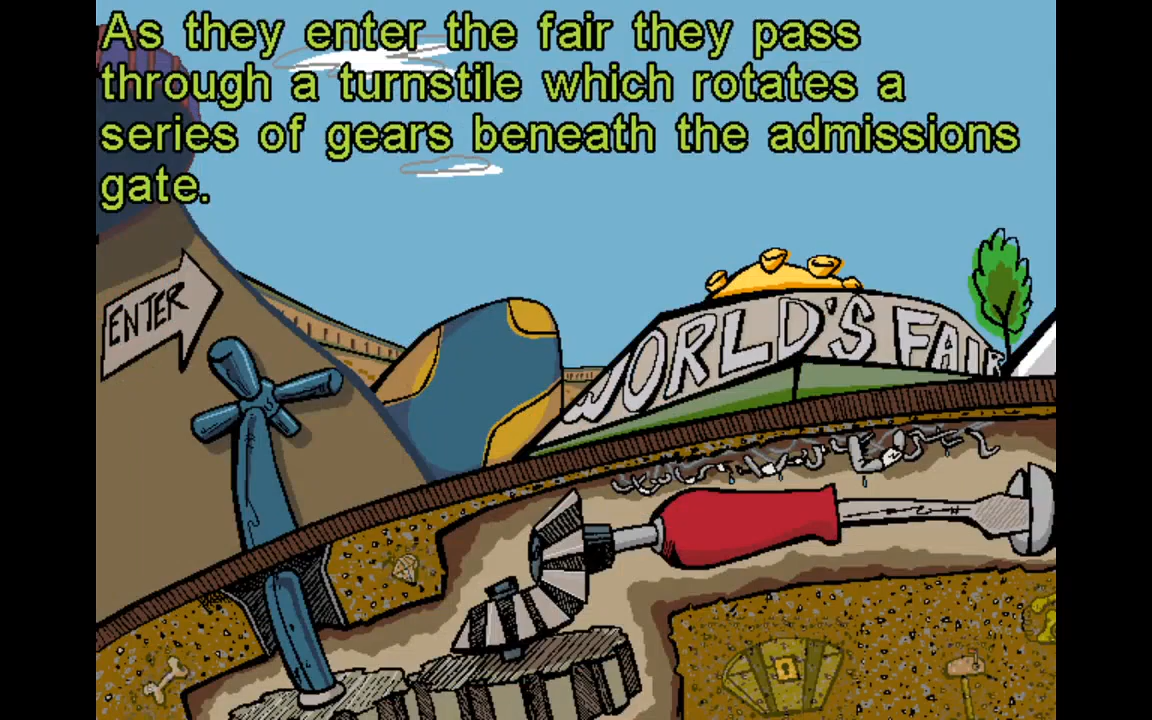 As they enter the fair they pass
through a turnstile which rotates a
series of gears beneath the admissions
gate.
ENTER
WORLD'S FAIR